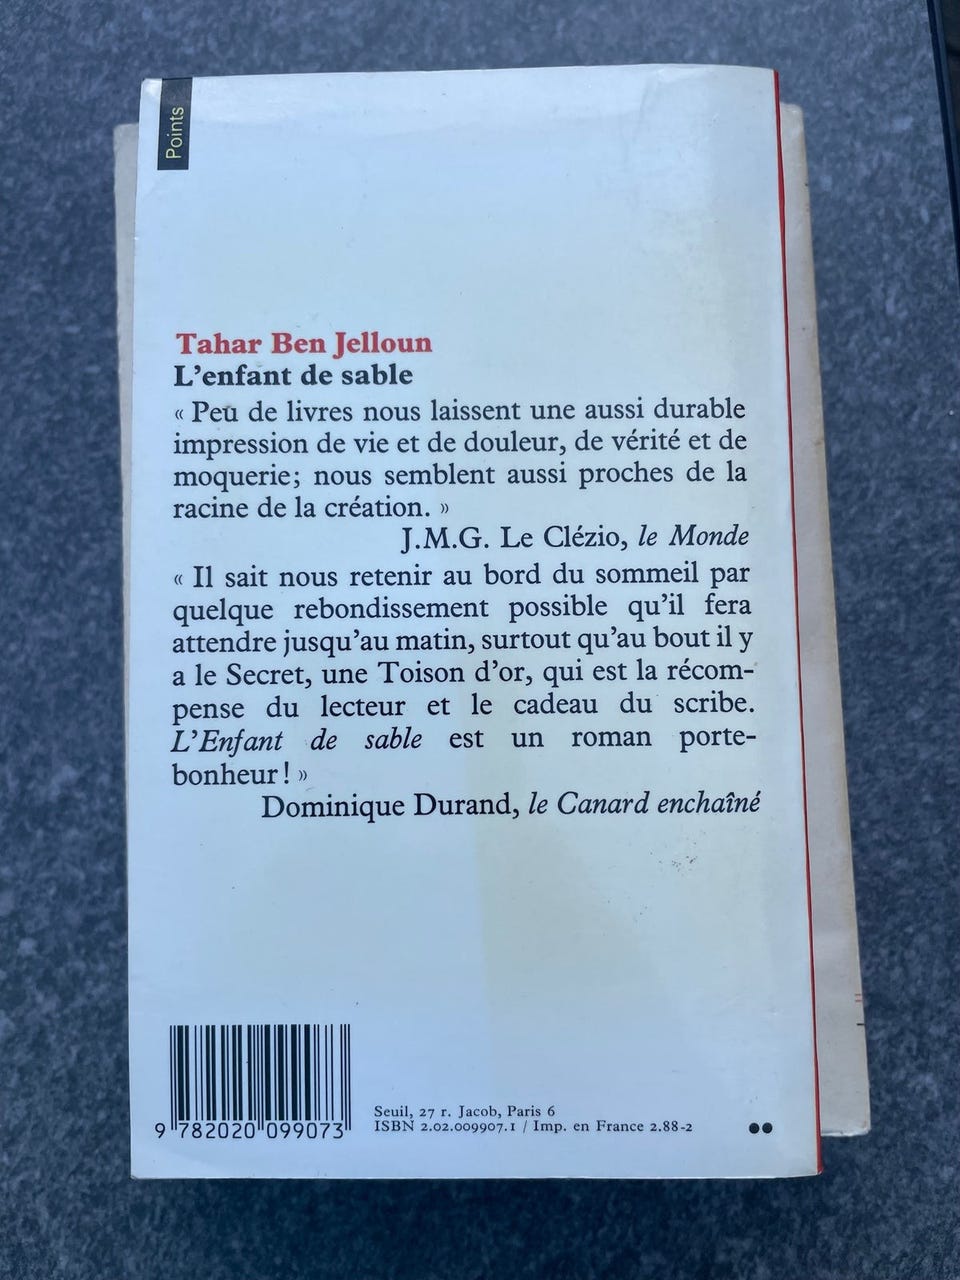 Points
Tahar Ben Jelloun
L'enfant de sable
« Peu de livres nous laissent une aussi durable
impression de vie et de douleur, de vérité et de
moquerie; nous semblent aussi proches de la
racine de la création. »
J.M.G. Le Clézio, le Monde
« Il sait nous retenir au bord du sommeil par
quelque rebondissement possible qu'il fera
attendre jusqu'au matin, surtout qu'au bout il y
a le Secret, une Toison d'or, qui est la récom-
pense du lecteur et le cadeau du scribe.
L'Enfant de sable est un roman porte-
bonheur! »
Dominique Durand, le Canard enchaîné
9 782020 099073
Seuil, 27 r. Jacob, Paris 6
ISBN 2.02.009907.1 / Imp. en France 2.88-2